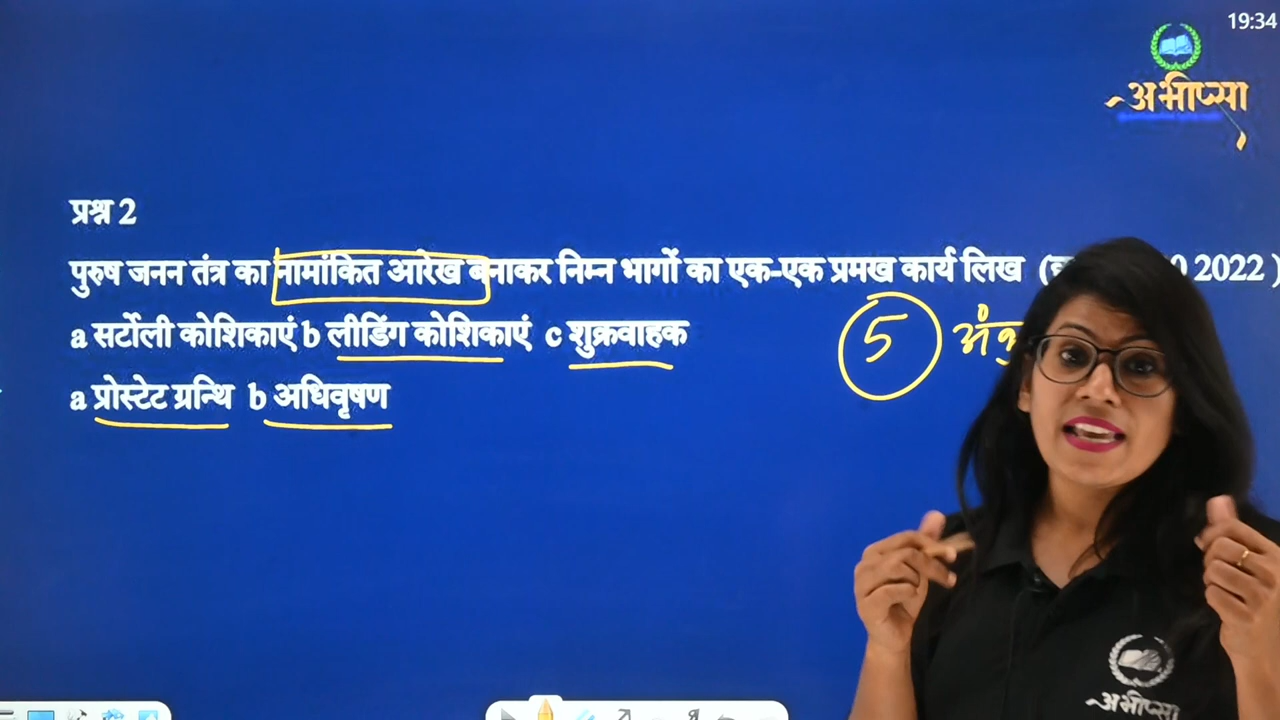 19:34
अभीप्सा
प्रश्न 2
पुरुष जनन तंत्र का नामांकित आरेख बनाकर निम्न भागों का एक-एक प्रमख कार्य लिख 2022 )
a सर्टोली कोशिकाएं b लीडिंग कोशिकाएं c शुक्रवाहक
5
a प्रोस्टेट ग्रन्थि b अधिवृषण
अभीप्सा